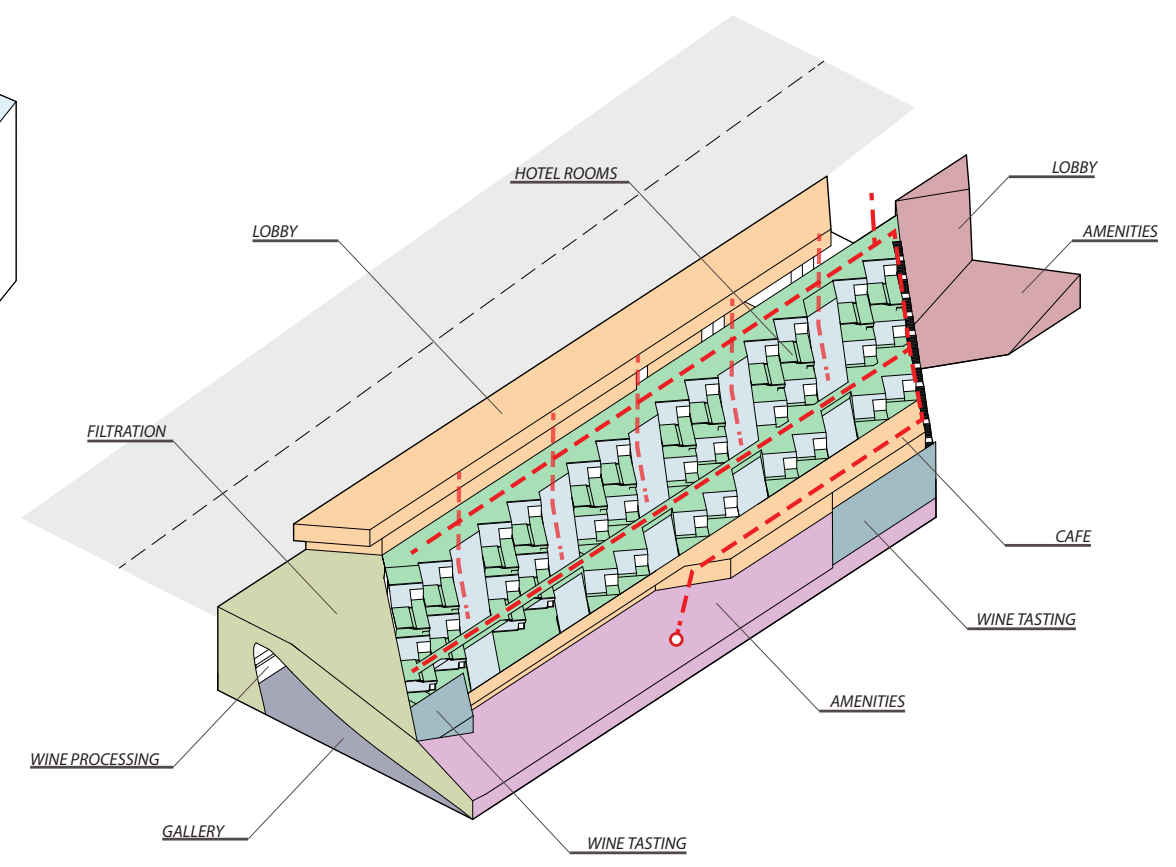 LOBBY
HOTEL ROOMS
AMENITIES
LOBBY
FILTRATION
CAFE
WINE TASTING
AMENITIES
WINE PROCESSING
GALLERY
WINE TASTING